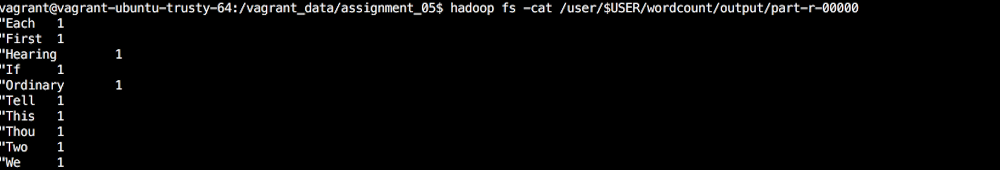 vagrant@vagrant-ubuntu-trusty-64:/vagrant_data/assignment_05$ hadoop fs -cat /user/$USER/wordcount/output/part-r-00000
"Each	1
"First	1
"Hearing	1
"If	1
"Ordinary	1
"Tell	1
"This	1
"Thou	1
"Two	1
"We	1